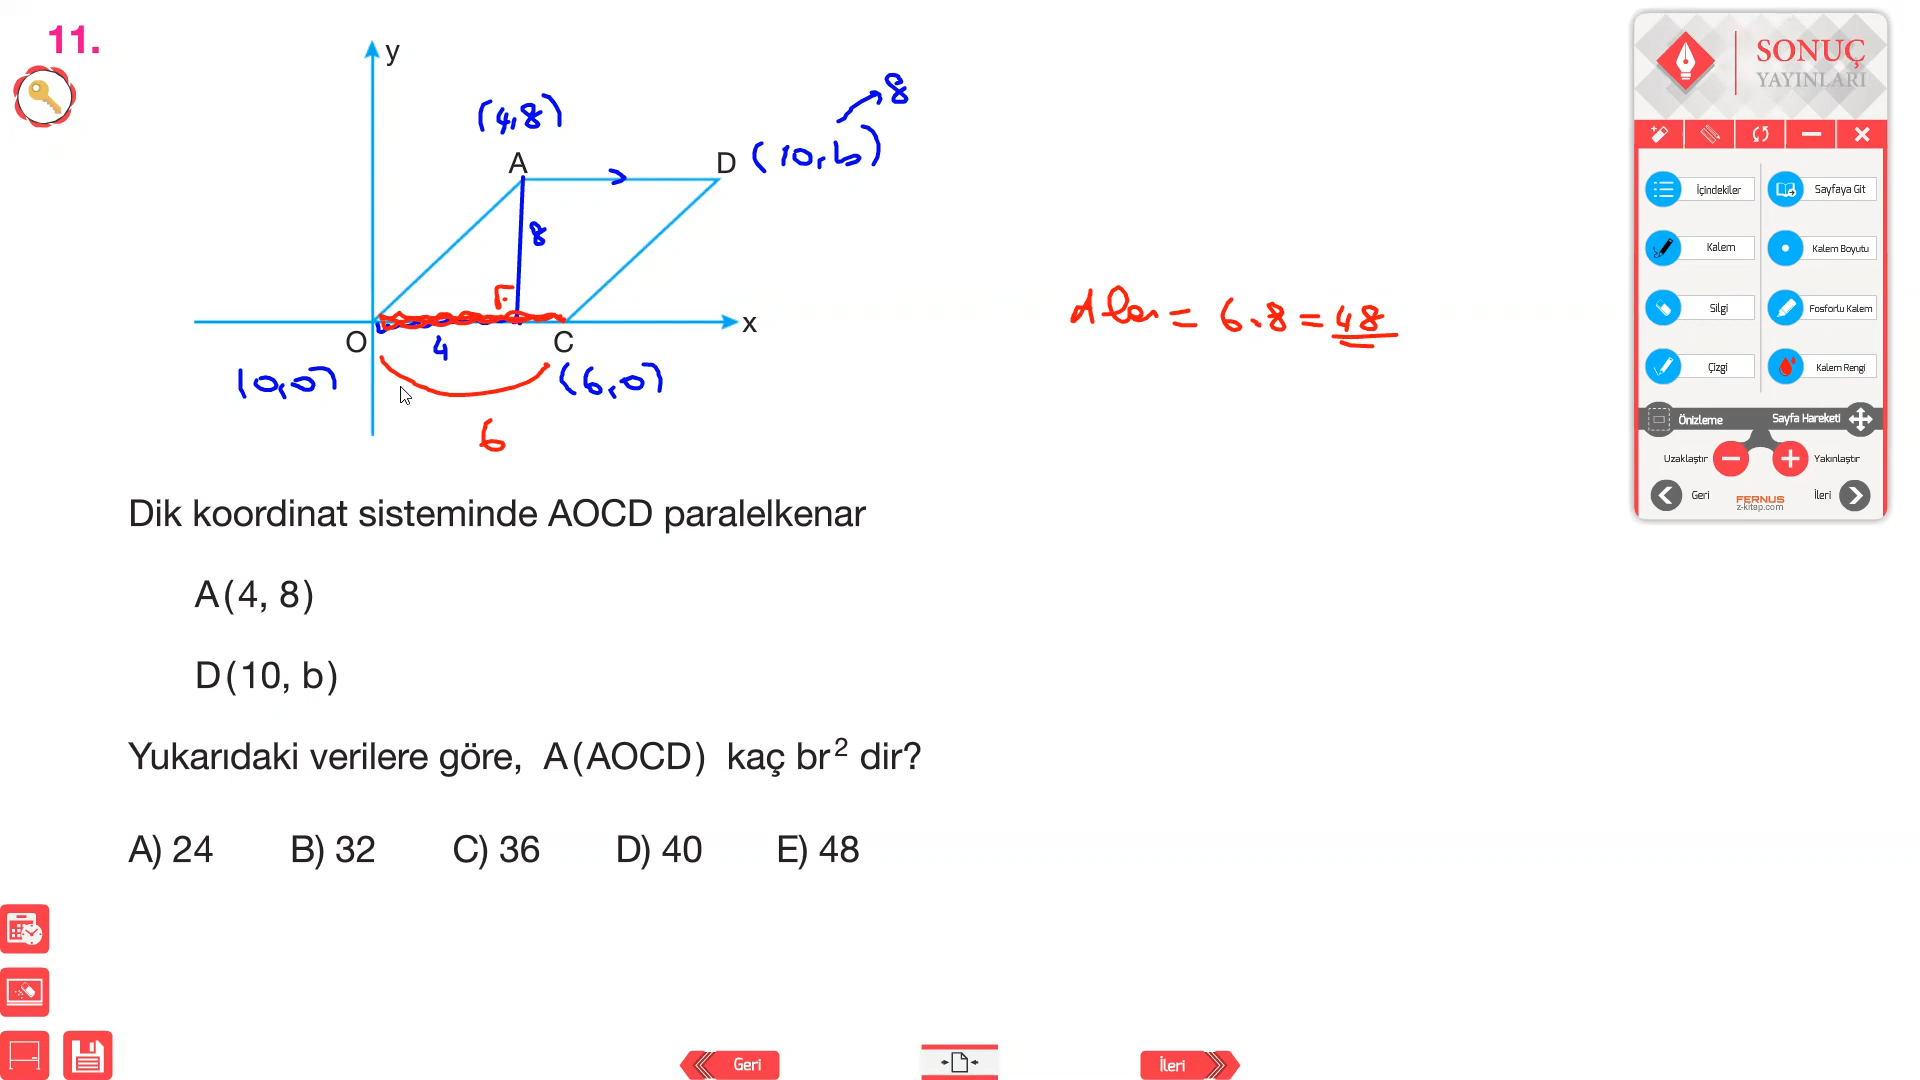 11.
y
(4,8)
8
A
D
(10,b)
8
Alan = 6.8 = 48
x
O
4
C
(0,0)
(6,0)
6
Dik koordinat sisteminde AOCD paralelkenar
A(4, 8)
D(10, b)
Yukarıdaki verilere göre, A(AOCD) kaç br² dir?
A) 24 B) 32 C) 36 D) 40 E) 48
SONUÇ
YAYINLARI
İçindekiler
Sayfaya Git
Kalem
Kalem Boyutu
Silgi
Fosforlu Kalem
Çizgi
Kalem Rengi
Önizleme
Sayfa Hareketi
Uzaklaştır
Yakınlaştır
Geri
FERNUS
z-kitap.com
İleri
Geri
İleri